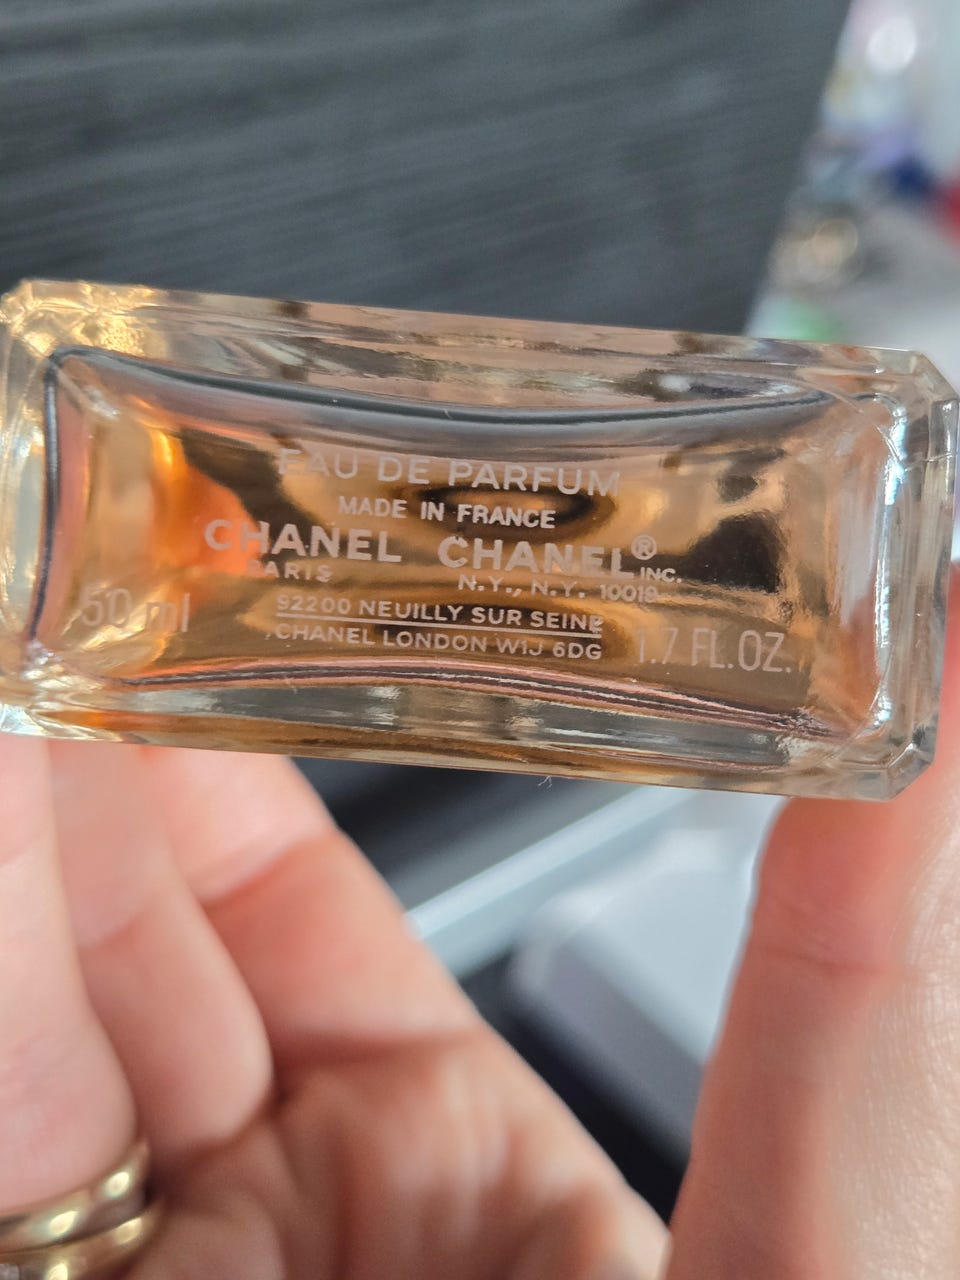 EAU DE PARFUM
MADE IN FRANCE
CHANEL CHANEL® INC.
PARIS N.Y., N.Y. 10019
50 ml 92200 NEUILLY SUR SEINE
CHANEL LONDON W1J 6DG 1.7 FL.OZ.